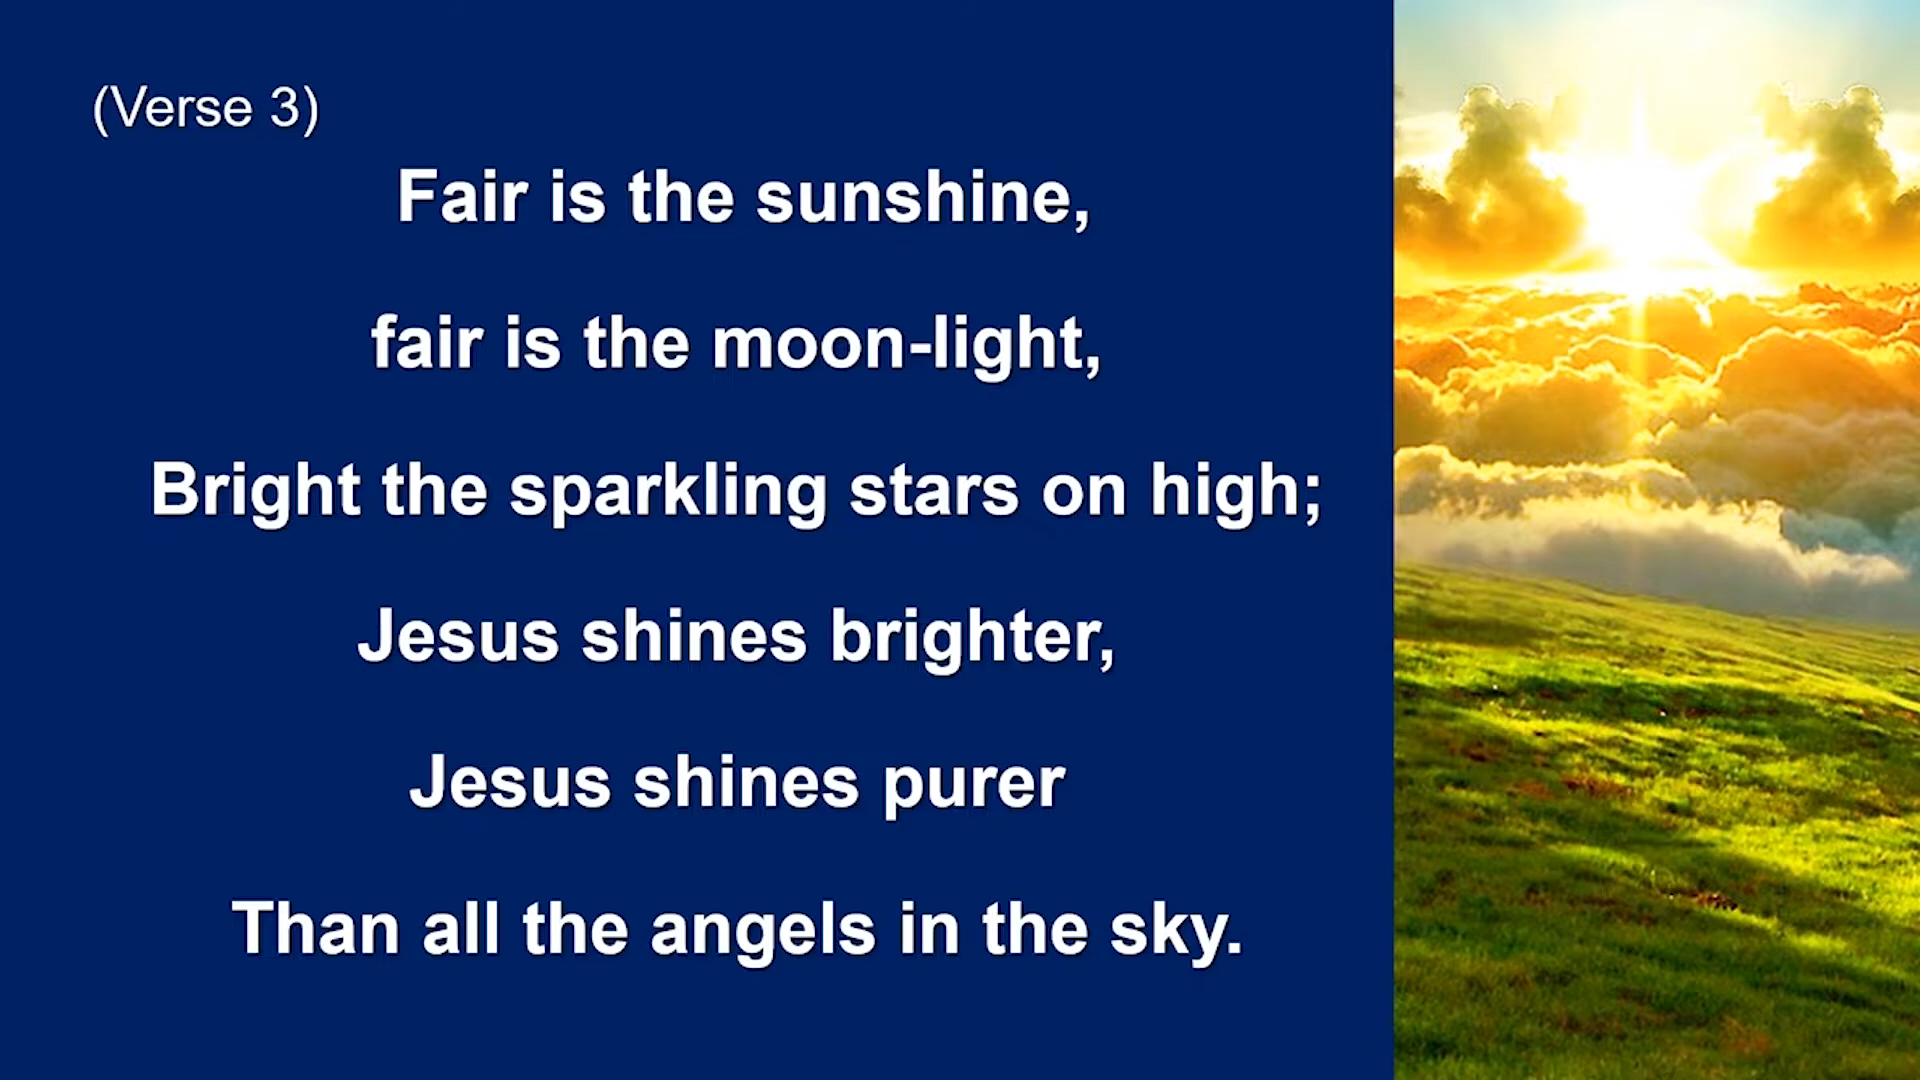 (Verse 3)
Fair is the sunshine,
fair is the moon-light,
Bright the sparkling stars on high;
Jesus shines brighter,
Jesus shines purer
Than all the angels in the sky.